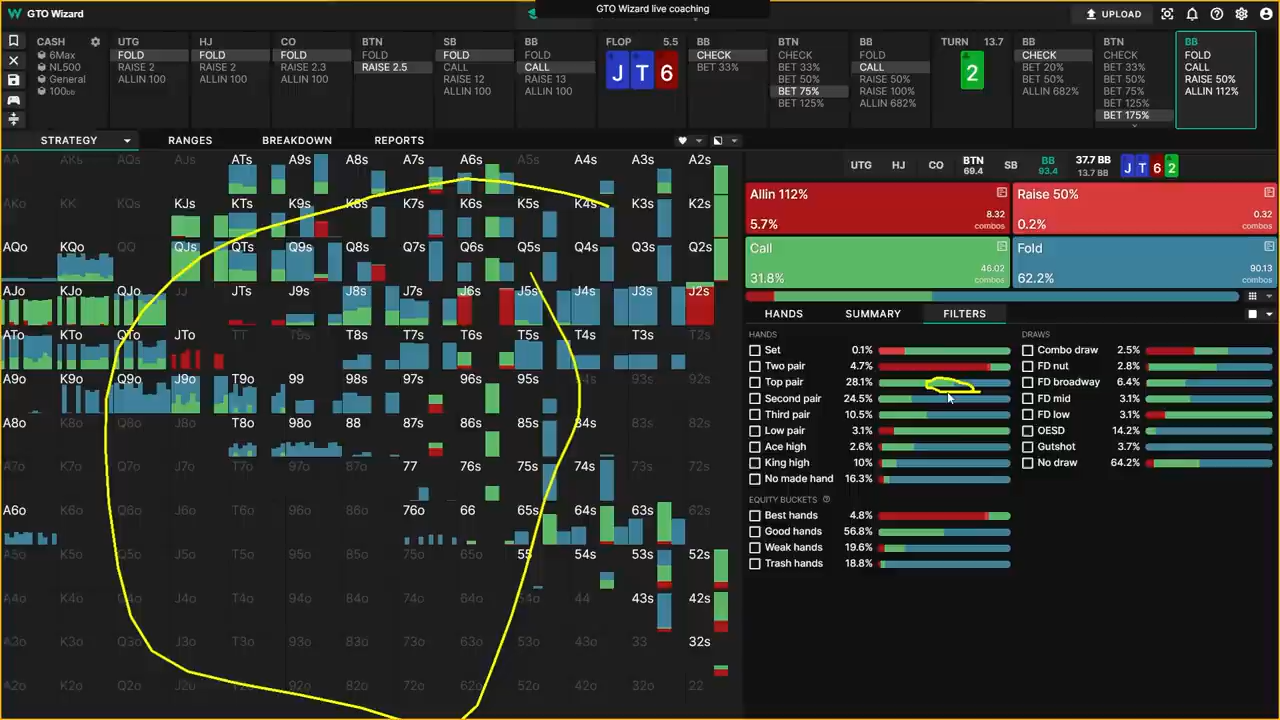 GTO Wizard live coaching
GTO Wizard
UPLOAD
CASH
6Max
NL500
General
100BB
UTG
FOLD
RAISE 2
ALLIN 100
HJ
FOLD
RAISE 2
ALLIN 100
CO
FOLD
RAISE 2.3
ALLIN 100
BTN
FOLD
RAISE 2.5
SB
FOLD
CALL
RAISE 12
ALLIN 100
BB
FOLD
CALL
RAISE 13
ALLIN 100
FLOP 5.5
J T 6
BB
CHECK
BET 33%
BTN
CHECK
BET 33%
BET 50%
BET 75%
BET 125%
BB
FOLD
CALL
RAISE 50%
RAISE 100%
ALLIN 682%
TURN 13.7
2
BB
CHECK
BET 20%
BET 50%
ALLIN 682%
BTN
CHECK
BET 33%
BET 50%
BET 75%
BET 125%
BET 175%
BB
FOLD
CALL
RAISE 50%
ALLIN 112%
STRATEGY RANGES BREAKDOWN REPORTS
AA AKs AQs AJs ATs A9s A8s A7s A6s A5s A4s A3s A2s
AKo KK KQs KJs KTs K9s K8s K7s K6s K5s K4s K3s K2s
AQo KQo QQ QJs QTs Q9s Q8s Q7s Q6s Q5s Q4s Q3s Q2s
AJo KJo QJo JJ JTs J9s J8s J7s J6s J5s J4s J3s J2s
ATo KTo QTo JTo TT T9s T8s T7s T6s T5s T4s T3s T2s
A9o K9o Q9o J9o T9o 99 98s 97s 96s 95s 94s 93s 92s
A8o K8o Q8o J8o T8o 98o 88 87s 86s 85s 84s 83s 82s
A7o K7o Q7o J7o T7o 97o 87o 77 76s 75s 74s 73s 72s
A6o K6o Q6o J6o T6o 96o 86o 76o 66 65s 64s 63s 62s
A5o K5o Q5o J5o T5o 95o 85o 75o 65o 55 54s 53s 52s
A4o K4o Q4o J4o T4o 94o 84o 74o 64o 54o 44 43s 42s
A3o K3o Q3o J3o T3o 93o 83o 73o 63o 53o 43o 33 32s
A2o K2o Q2o J2o T2o 92o 82o 72o 62o 52o 42o 32o 22
UTG HJ CO BTN 69.4 SB BB 93.4 37.7 BB 13.7 BB J T 6 2
Allin 112%
5.7%
8.32
combos
Raise 50%
0.2%
0.32
combos
Call
31.8%
46.02
combos
Fold
62.2%
90.13
combos
HANDS SUMMARY FILTERS
HANDS
Set 0.1%
Two pair 4.7%
Top pair 28.1%
Second pair 24.5%
Third pair 10.5%
Low pair 3.1%
Ace high 2.6%
King high 10%
No made hand 16.3%
EQUITY BUCKETS
Best hands 4.8%
Good hands 56.8%
Weak hands 19.6%
Trash hands 18.8%
DRAWS
Combo draw 2.5%
FD nut 2.8%
FD broadway 6.4%
FD mid 3.1%
FD low 3.1%
OESD 14.2%
Gutshot 3.7%
No draw 64.2%